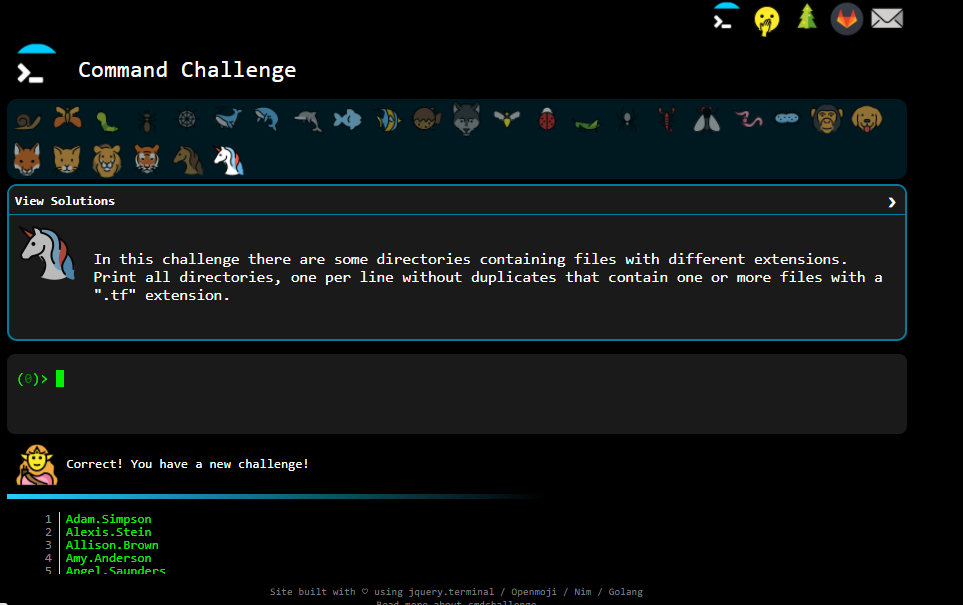 Command Challenge
View Solutions
In this challenge there are some directories containing files with different extensions.
Print all directories, one per line without duplicates that contain one or more files with a
".tf" extension.
(0)>
Correct! You have a new challenge!
1 Adam.Simpson
2 Alexis.Stein
3 Allison.Brown
4 Amy.Anderson
5 Angel.Saunders
Site built with ♡ using jquery.terminal / Openmoji / Nim / Golang
Read more about cmdchallenge